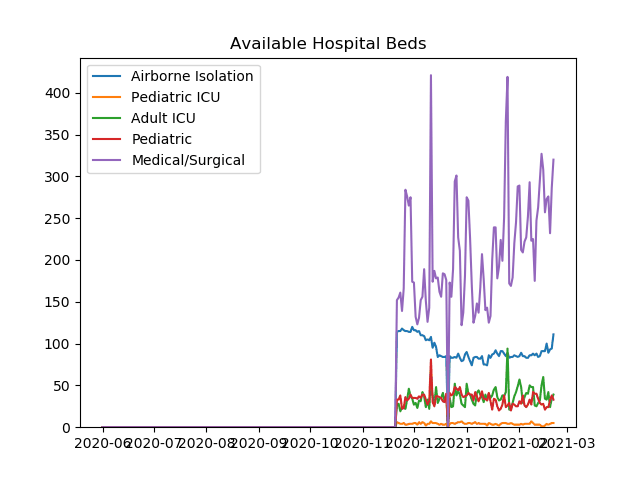 Available Hospital Beds
Airborne Isolation
Pediatric ICU
Adult ICU
Pediatric
Medical/Surgical
400
350
300
250
200
150
100
50
0
2020-06 2020-07 2020-08 2020-09 2020-10 2020-11 2020-12 2021-01 2021-02 2021-03